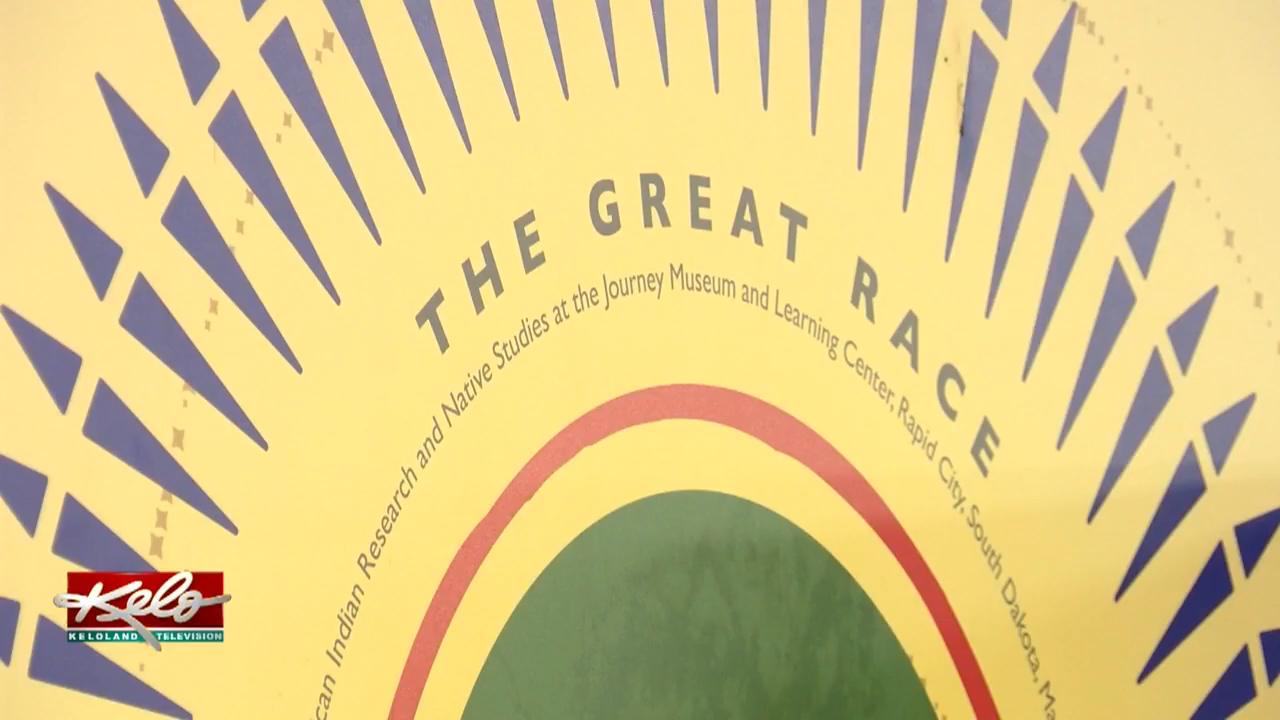 THE GREAT RACE
Indian Research and Native Studies at the Journey Museum and Learning Center, Rapid City, South Dakota,
Kelo
KELOLAND TELEVISION